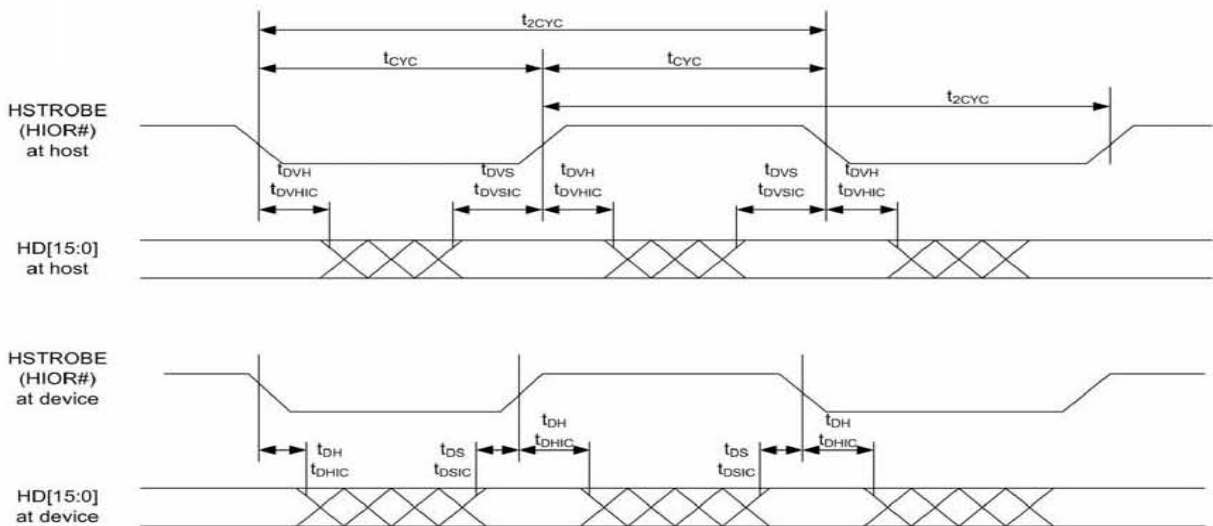 t2CYC
tCYC
tCYC
t2CYC
HSTROBE
(HIOR#)
at host
tDVH
tDVHIC
tDVS
tDVSIC
tDVH
tDVHIC
tDVS
tDVSIC
tDVH
tDVHIC
HD[15:0]
at host
HSTROBE
(HIOR#)
at device
tDH
tDHIC
tDS
tDSIC
tDH
tDHIC
tDS
tDSIC
tDH
tDHIC
HD[15:0]
at device